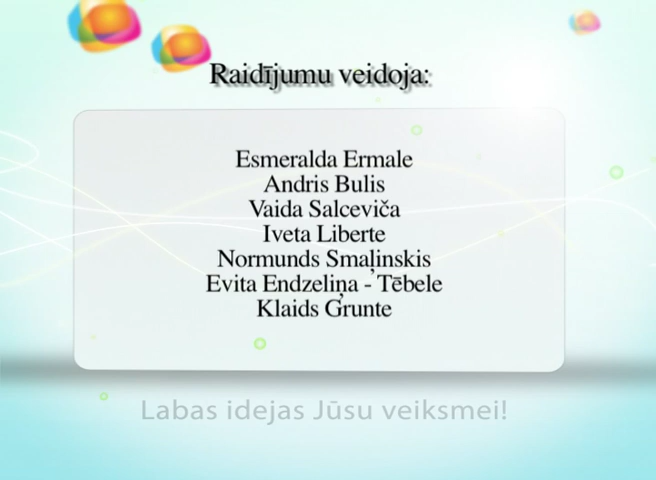 Raidījumu veidoja:
Esmeralda Ermale
Andris Bulis
Vaida Salceviča
Iveta Liberte
Normunds Smaļinskis
Evita Endzeliņa - Tēbele
Klaids Grunte
Labas idejas Jūsu veiksmei!